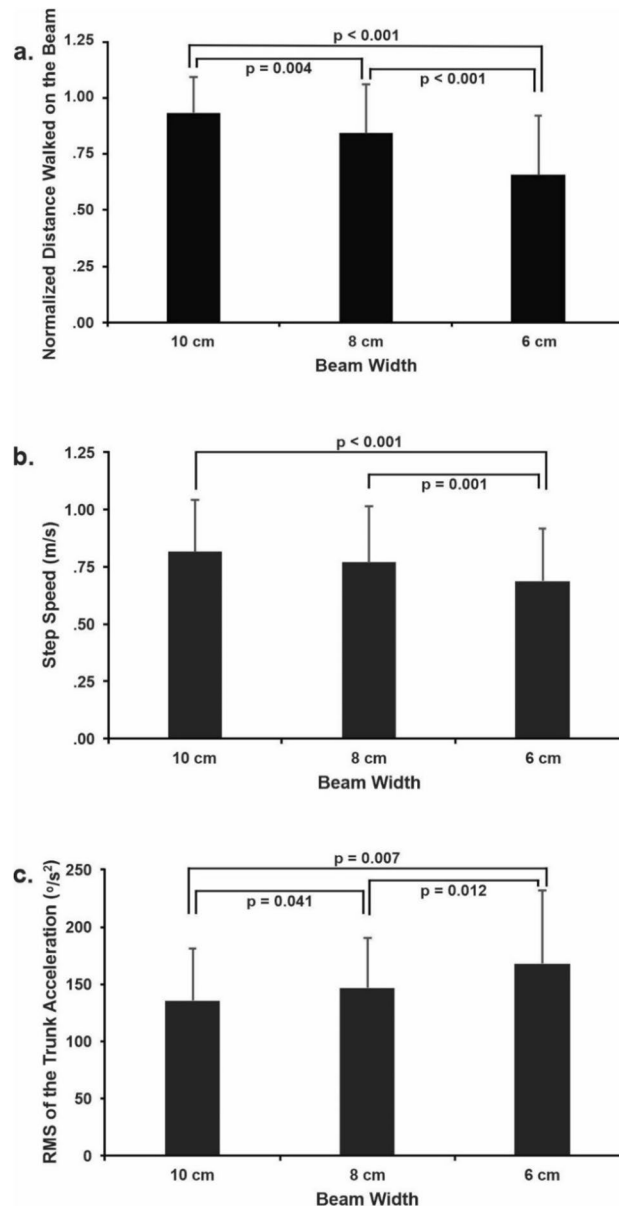 a.
Normalized Distance Walked on the Beam
1.25
1.00
.75
.50
.25
.00
p < 0.001
p = 0.004
p < 0.001
10 cm
8 cm
6 cm
Beam Width
b.
Step Speed (m/s)
1.25
1.00
.75
.50
.25
.00
p < 0.001
p = 0.001
10 cm
8 cm
6 cm
Beam Width
c.
RMS of the Trunk Acceleration (º/s²)
250
200
150
100
50
0
p = 0.007
p = 0.041
p = 0.012
10 cm
8 cm
6 cm
Beam Width